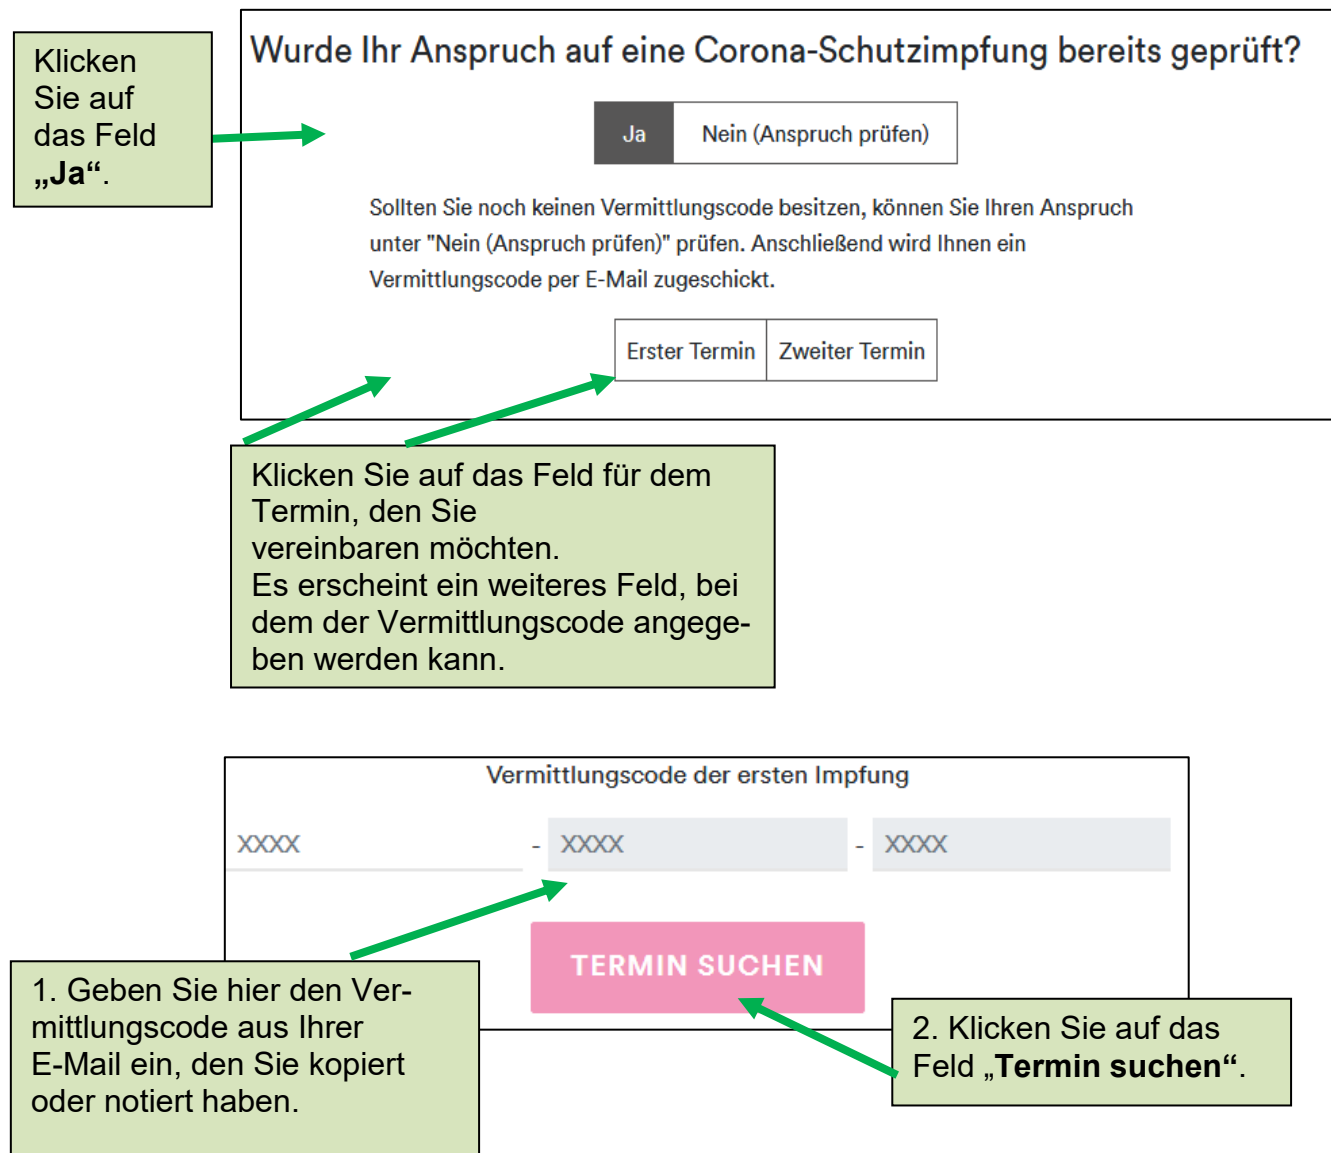 Wurde Ihr Anspruch auf eine Corona-Schutzimpfung bereits geprüft?
Klicken
Sie auf
das Feld
„Ja“.
Ja Nein (Anspruch prüfen)
Sollten Sie noch keinen Vermittlungscode besitzen, können Sie Ihren Anspruch
unter "Nein (Anspruch prüfen)" prüfen. Anschließend wird Ihnen ein
Vermittlungscode per E-Mail zugeschickt.
Erster Termin Zweiter Termin
Klicken Sie auf das Feld für dem
Termin, den Sie
vereinbaren möchten.
Es erscheint ein weiteres Feld, bei
dem der Vermittlungscode angege-
ben werden kann.
Vermittlungscode der ersten Impfung
XXXX - XXXX - XXXX
TERMIN SUCHEN
1. Geben Sie hier den Ver-
mittlungscode aus Ihrer
E-Mail ein, den Sie kopiert
oder notiert haben.
2. Klicken Sie auf das
Feld „Termin suchen“.